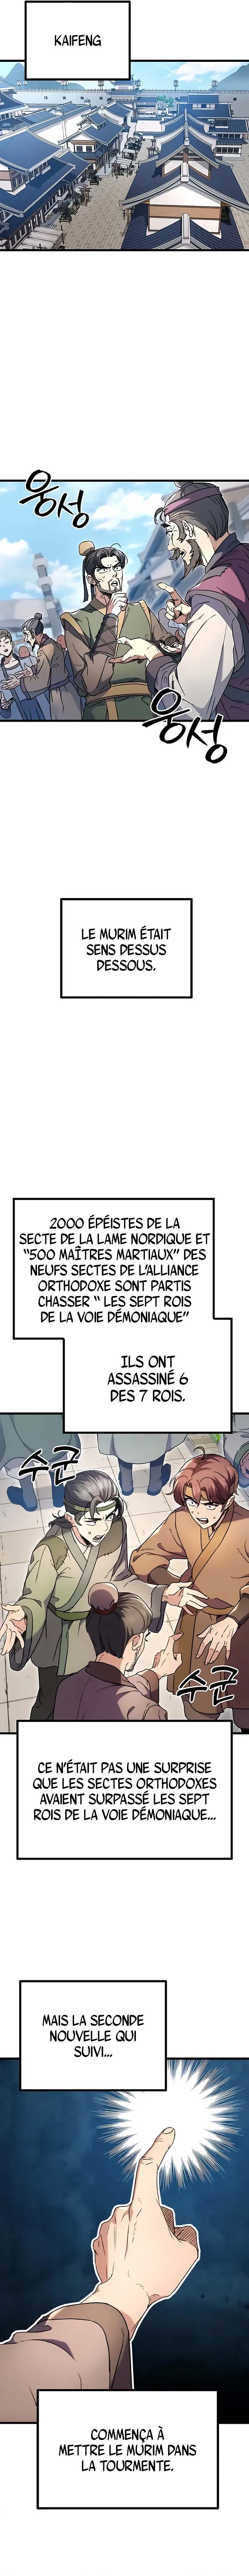 KAIFENG
웅성
웅성
LE MURIM ÉTAIT
SENS DESSUS
DESSOUS.
2000 ÉPÉISTES DE LA
SECTE DE LA LAME NORDIQUE ET
“500 MAÎTRES MARTIAUX” DES
NEUFS SECTES DE L'ALLIANCE
ORTHODOXE SONT PARTIS
CHASSER “ LES SEPT ROIS
DE LA VOIE DÉMONIAQUE”
ILS ONT
ASSASSINÉ 6
DES 7 ROIS.
수군
수군
CE N'ÉTAIT PAS UNE SURPRISE
QUE LES SECTES ORTHODOXES
AVAIENT SURPASSÉ LES SEPT
ROIS DE LA VOIE DÉMONIAQUE...
MAIS LA SECONDE
NOUVELLE QUI
SUIVI...
COMMENÇA À
METTRE LE MURIM DANS
LA TOURMENTE.